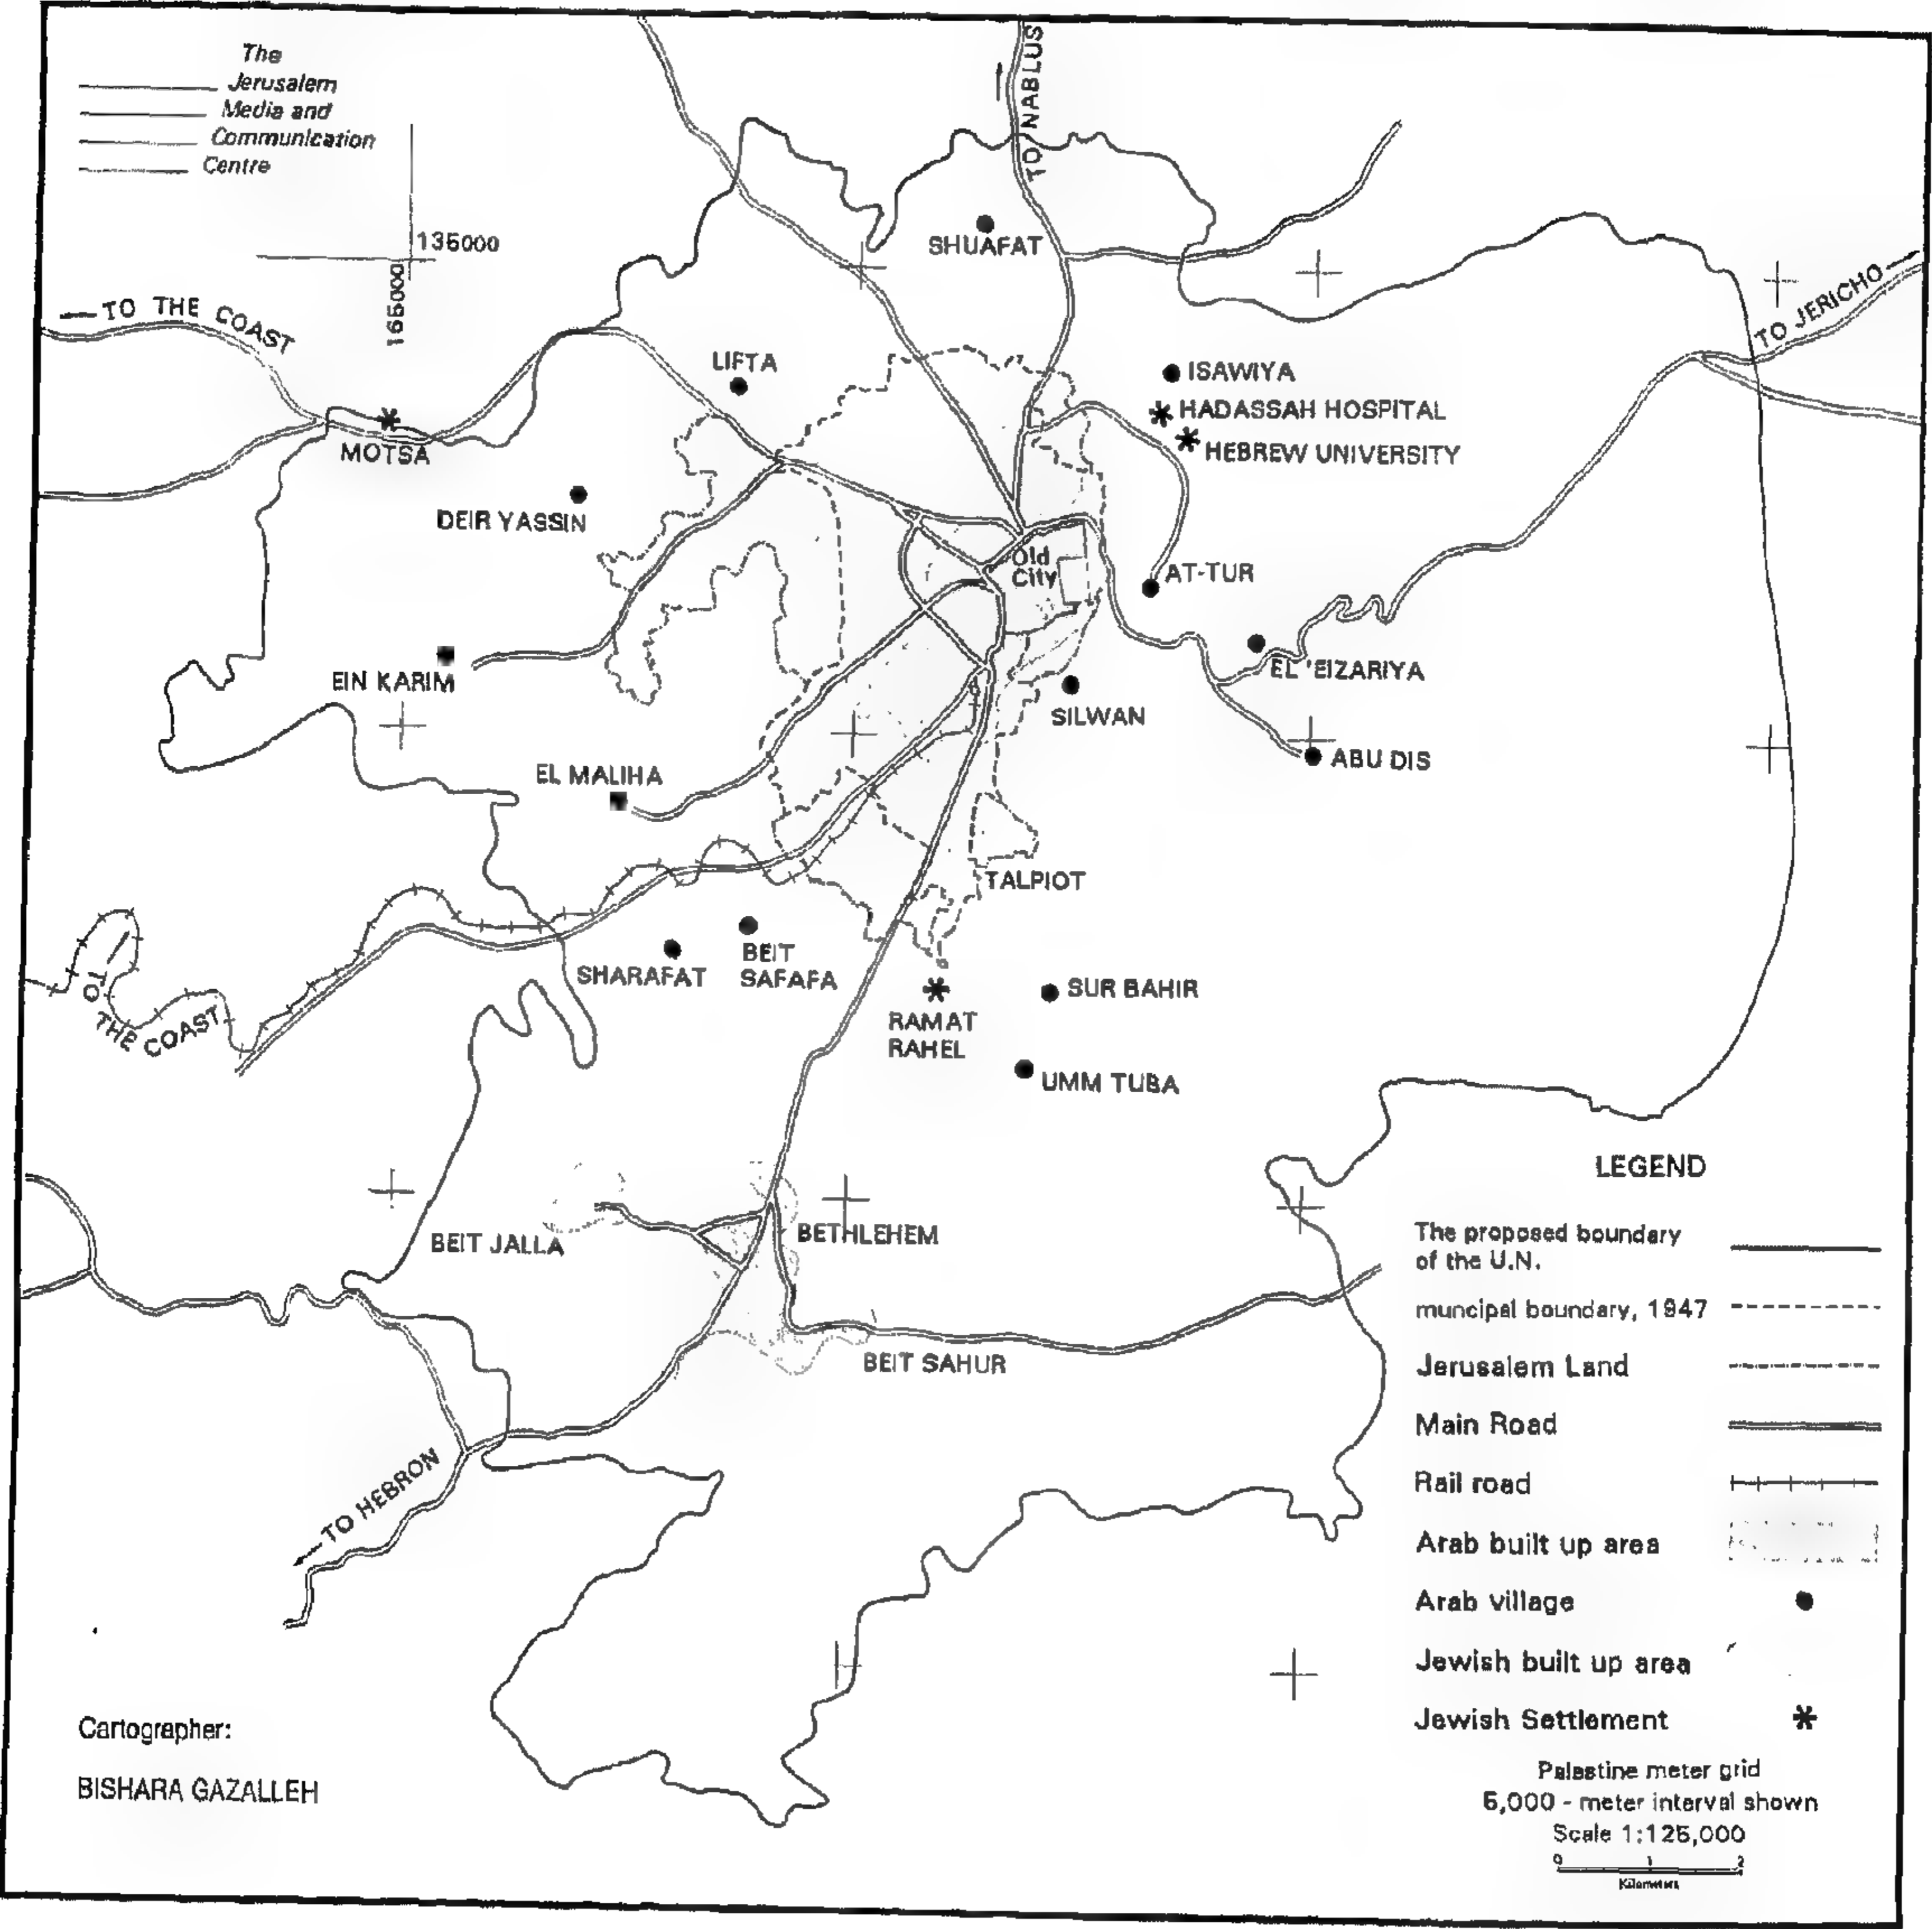 The
Jerusalem
Media and
Communication
Centre
135000
165000
TO NABLUS
SHUAFAT
TO THE COAST
TO JERICHO
LIFTA
ISAWIYA
HADASSAH HOSPITAL
HEBREW UNIVERSITY
MOTSA
DEIR YASSIN
Old
City
AT-TUR
EIN KARIM
EL 'EIZARIYA
SILWAN
ABU DIS
EL MALIHA
TALPIOT
SHARAFAT
BEIT
SAFAFA
TO
THE COAST
RAMAT
RAHEL
SUR BAHIR
UMM TUBA
BEIT JALLA
BETHLEHEM
BEIT SAHUR
TO HEBRON
LEGEND
The proposed boundary
of the U.N.
muncipal boundary, 1947
Jerusalem Land
Main Road
Rail road
Arab built up area
Arab village
Jewish built up area
Jewish Settlement
Palestine meter grid
5,000 - meter interval shown
Scale 1:125,000
0 1 2
Kilometers
Cartographer:
BISHARA GAZALLEH